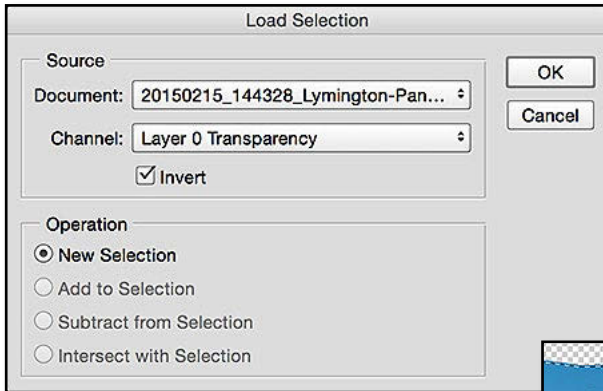 Load Selection
Source
OK
Document: 20150215_144328_Lymington-Pan...
Cancel
Channel: Layer 0 Transparency
Invert
Operation
New Selection
Add to Selection
Subtract from Selection
Intersect with Selection